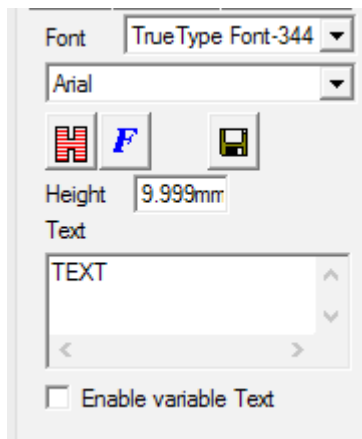 Font TrueType Font-344
Arial
H F
Height 9.999mm
Text
TEXT
Enable variable Text